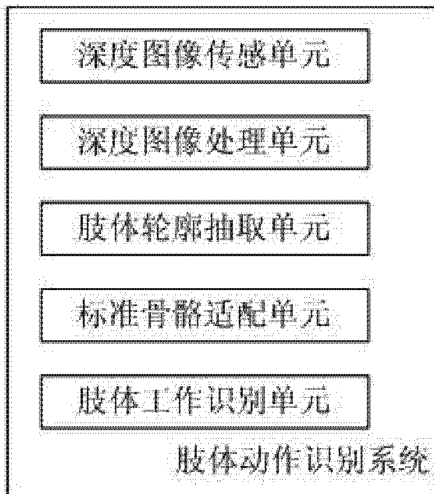 深度图像传感单元
深度图像处理单元
肢体轮廓抽取单元
标准骨骼适配单元
肢体工作识别单元
肢体动作识别系统